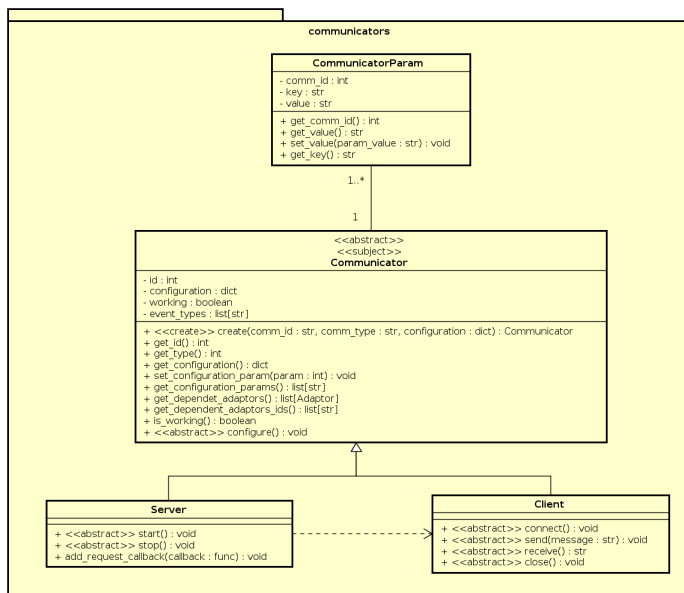 communicators
CommunicatorParam
- comm_id : int
- key : str
- value : str
+ get_comm_id() : int
+ get_value() : str
+ set_value(param_value : str) : void
+ get_key() : str
1..*
1
<<abstract>>
<<subject>>
Communicator
- id : int
- configuration : dict
- working : boolean
- event_types : list[str]
+ <<create>> create(comm_id : str, comm_type : str, configuration : dict) : Communicator
+ get_id() : int
+ get_type() : int
+ get_configuration() : dict
+ set_configuration_param(param : int) : void
+ get_configuration_params() : list[str]
+ get_dependet_adaptors() : list[Adaptor]
+ get_dependent_adaptors_ids() : list[str]
+ is_working() : boolean
+ <<abstract>> configure() : void
Server
+ <<abstract>> start() : void
+ <<abstract>> stop() : void
+ add_request_callback(callback : func) : void
Client
+ <<abstract>> connect() : void
+ <<abstract>> send(message : str) : void
+ <<abstract>> receive() : str
+ <<abstract>> close() : void